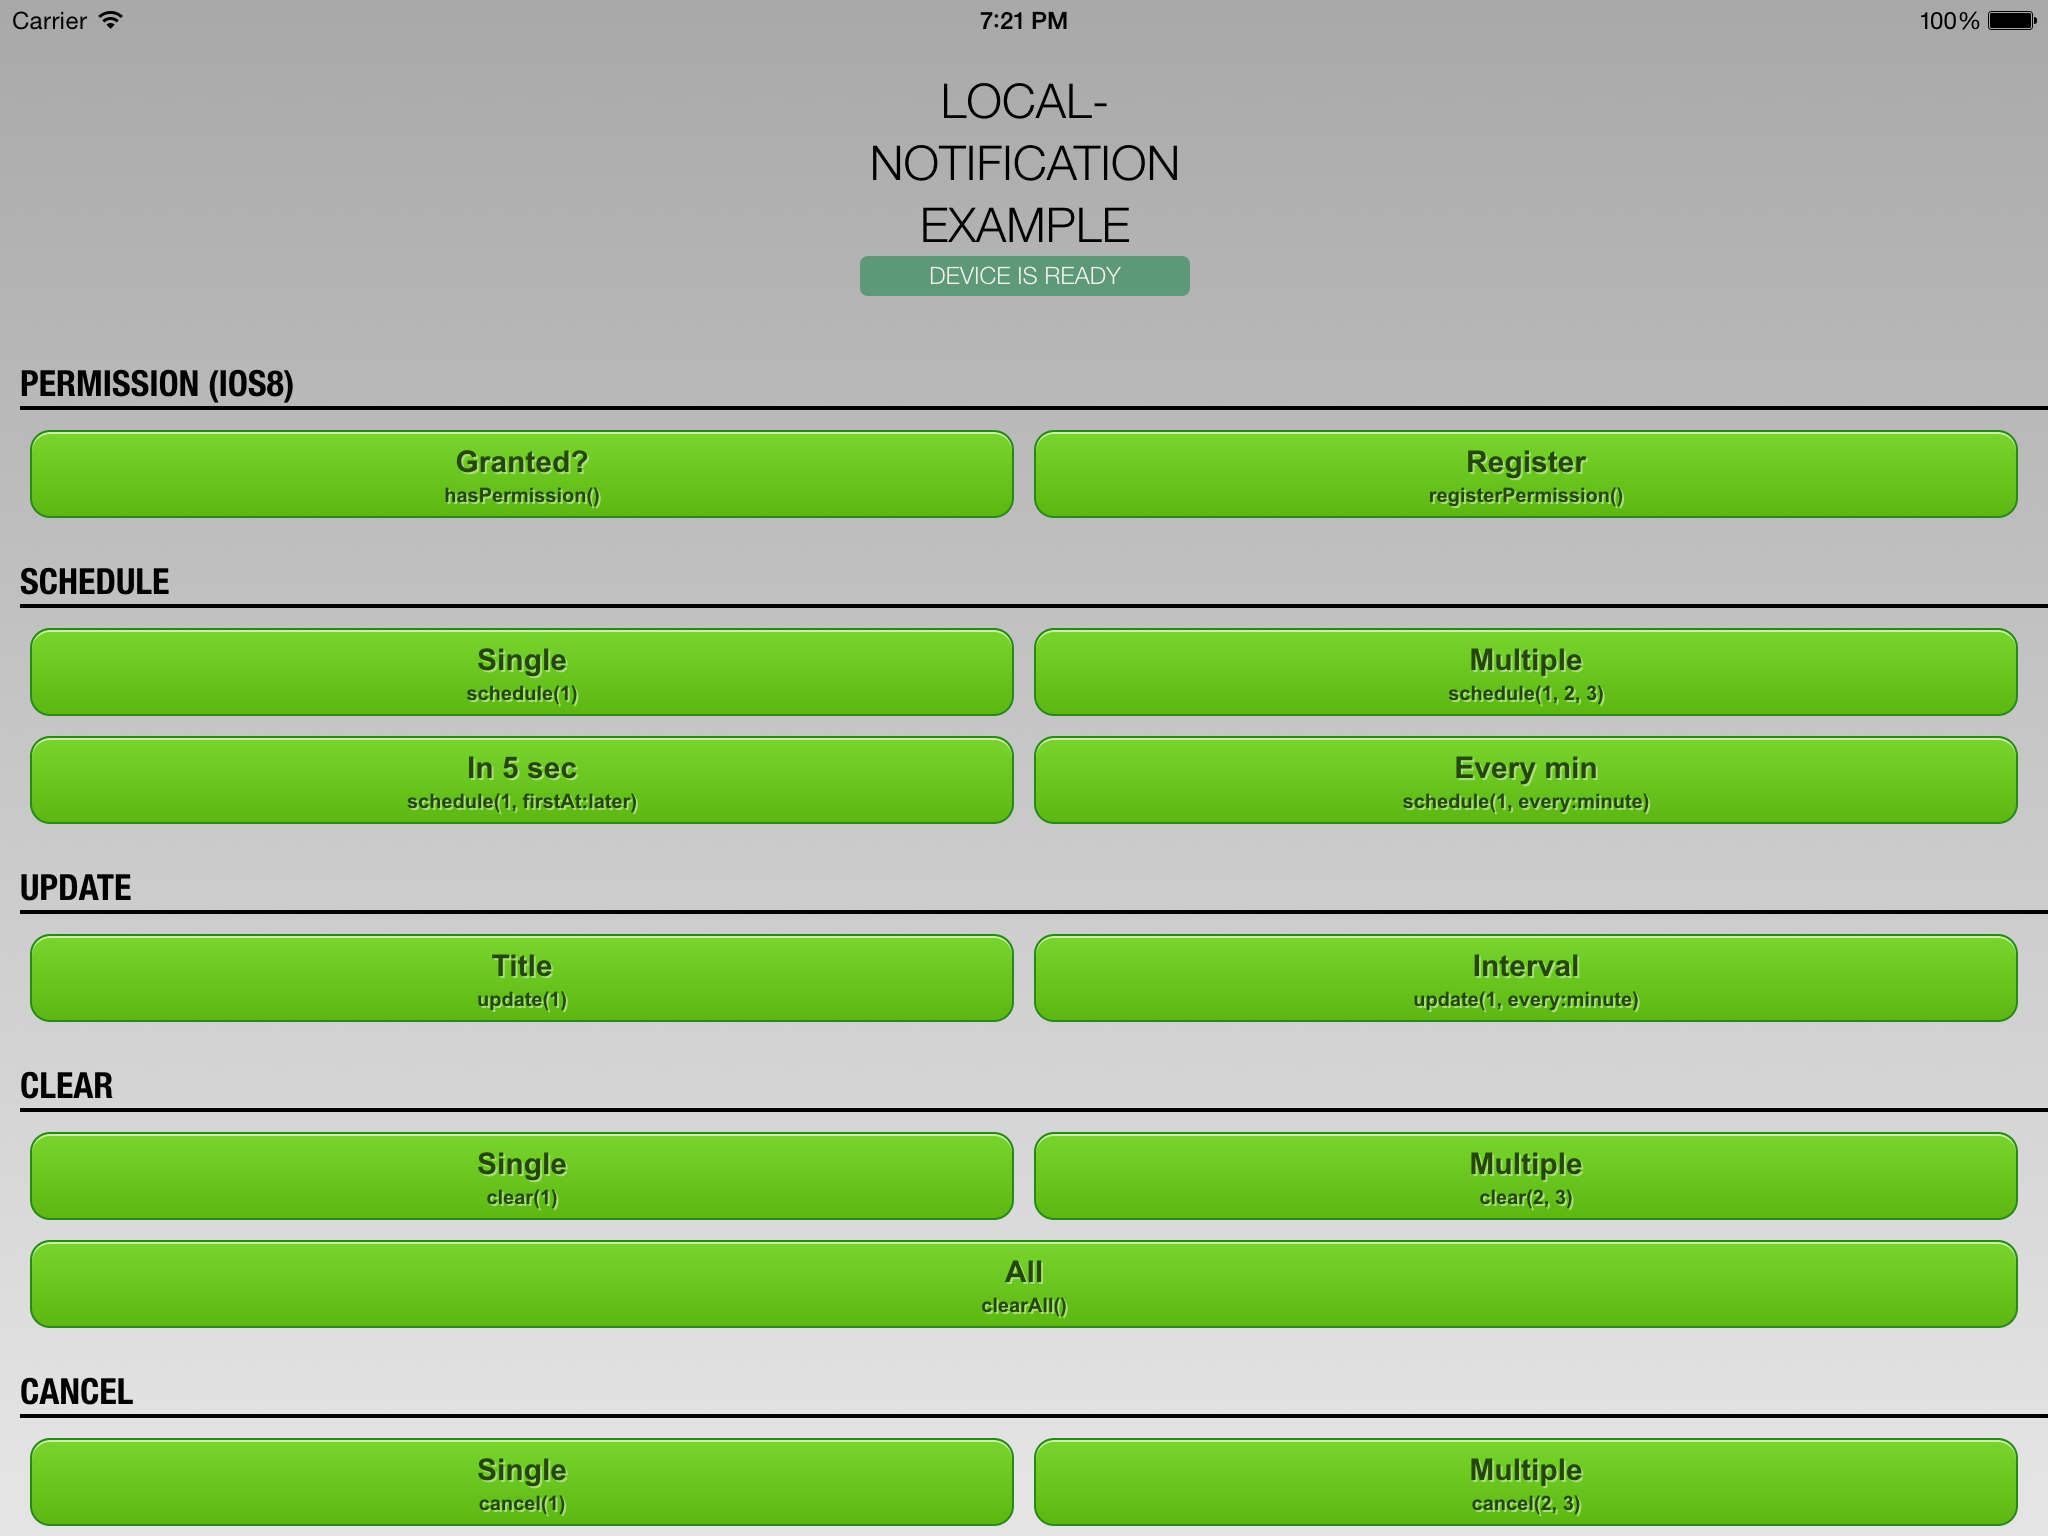 Carrier 7:21 PM 100%
LOCAL-
NOTIFICATION
EXAMPLE
DEVICE IS READY
PERMISSION (IOS8)
Granted?
hasPermission()
Register
registerPermission()
SCHEDULE
Single
schedule(1)
Multiple
schedule(1, 2, 3)
In 5 sec
schedule(1, firstAt:later)
Every min
schedule(1, every:minute)
UPDATE
Title
update(1)
Interval
update(1, every:minute)
CLEAR
Single
clear(1)
Multiple
clear(2, 3)
All
clearAll()
CANCEL
Single
cancel(1)
Multiple
cancel(2, 3)